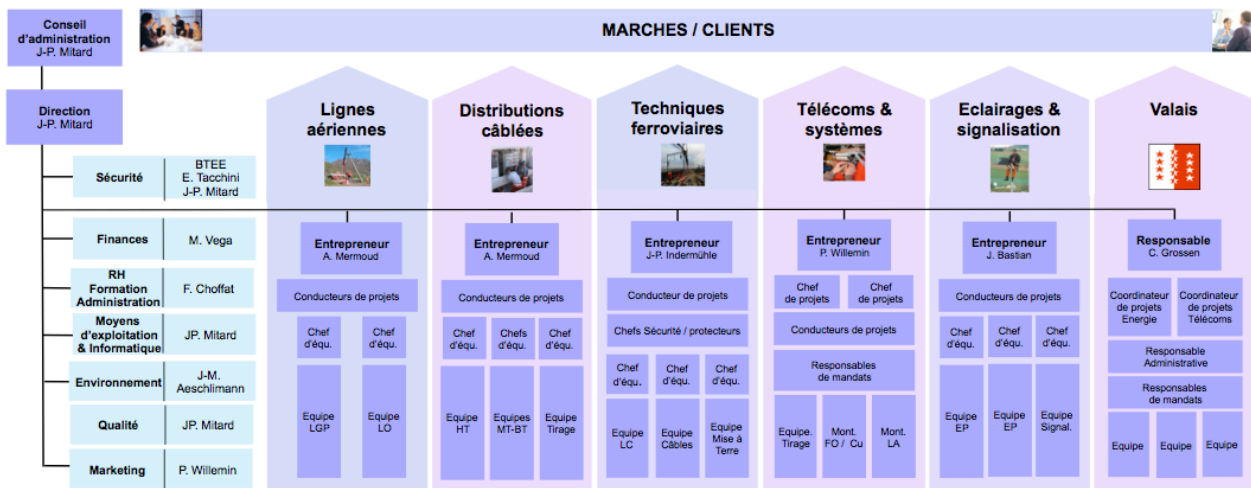 Conseil
d'administration
J-P. Mitard
MARCHES / CLIENTS
Direction
J-P. Mitard
Sécurité
BTEE
E. Tacchini
J-P. Mitard
Finances
M. Vega
RH
Formation
Administration
F. Choffat
Moyens
d'exploitation
& Informatique
JP. Mitard
Environnement
J-M.
Aeschlimann
Qualité
JP. Mitard
Marketing
P. Willemin
Lignes
aériennes
Entrepreneur
A. Mermoud
Conducteurs de projets
Chef
d'équ.
Chef
d'équ.
Equipe
LGP
Equipe
LO
Distributions
câblées
Entrepreneur
A. Mermoud
Conducteurs de projets
Chef
d'équ.
Chefs
d'équ.
Chef
d'équ.
Equipe
HT
Equipes
MT-BT
Equipe
Tirage
Techniques
ferroviaires
Entrepreneur
J-P. Indermühle
Conducteur de projets
Chefs Sécurité / protecteurs
Chef
d'équ.
Chef
d'équ.
Chef
d'équ.
Equipe
LC
Equipe
Câbles
Equipe
Mise à
Terre
Télécoms &
systèmes
Entrepreneur
P. Willemin
Chef
de projets
Chef
de projets
Conducteurs de projets
Responsables
de mandats
Equipe.
Tirage
Mont.
FO / Cu
Mont.
LA
Eclairages &
signalisation
Entrepreneur
J. Bastian
Conducteurs de projets
Chef
d'équ.
Chef
d'équ.
Chef
d'équ.
Equipe
EP
Equipe
EP
Equipe
Signal.
Valais
Responsable
C. Grossen
Coordinateur
de projets
Energie
Coordinateur
de projets
Télécoms
Responsable
Administrative
Responsables
de mandats
Equipe
Equipe
Equipe